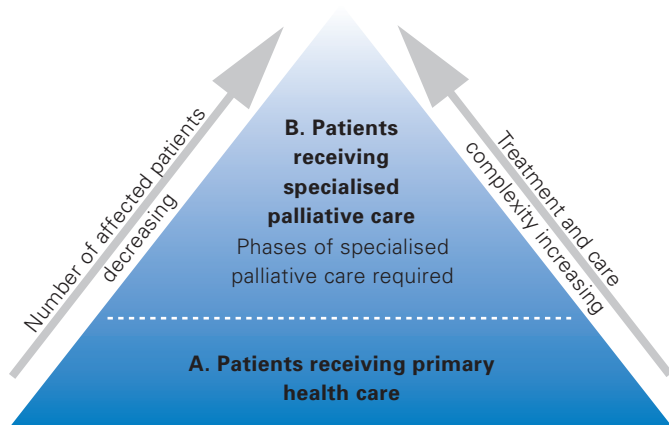 Number of affected patients
decreasing
Treatment and care
complexity increasing
B. Patients
receiving
specialised
palliative care
Phases of specialised
palliative care required
A. Patients receiving primary
health care